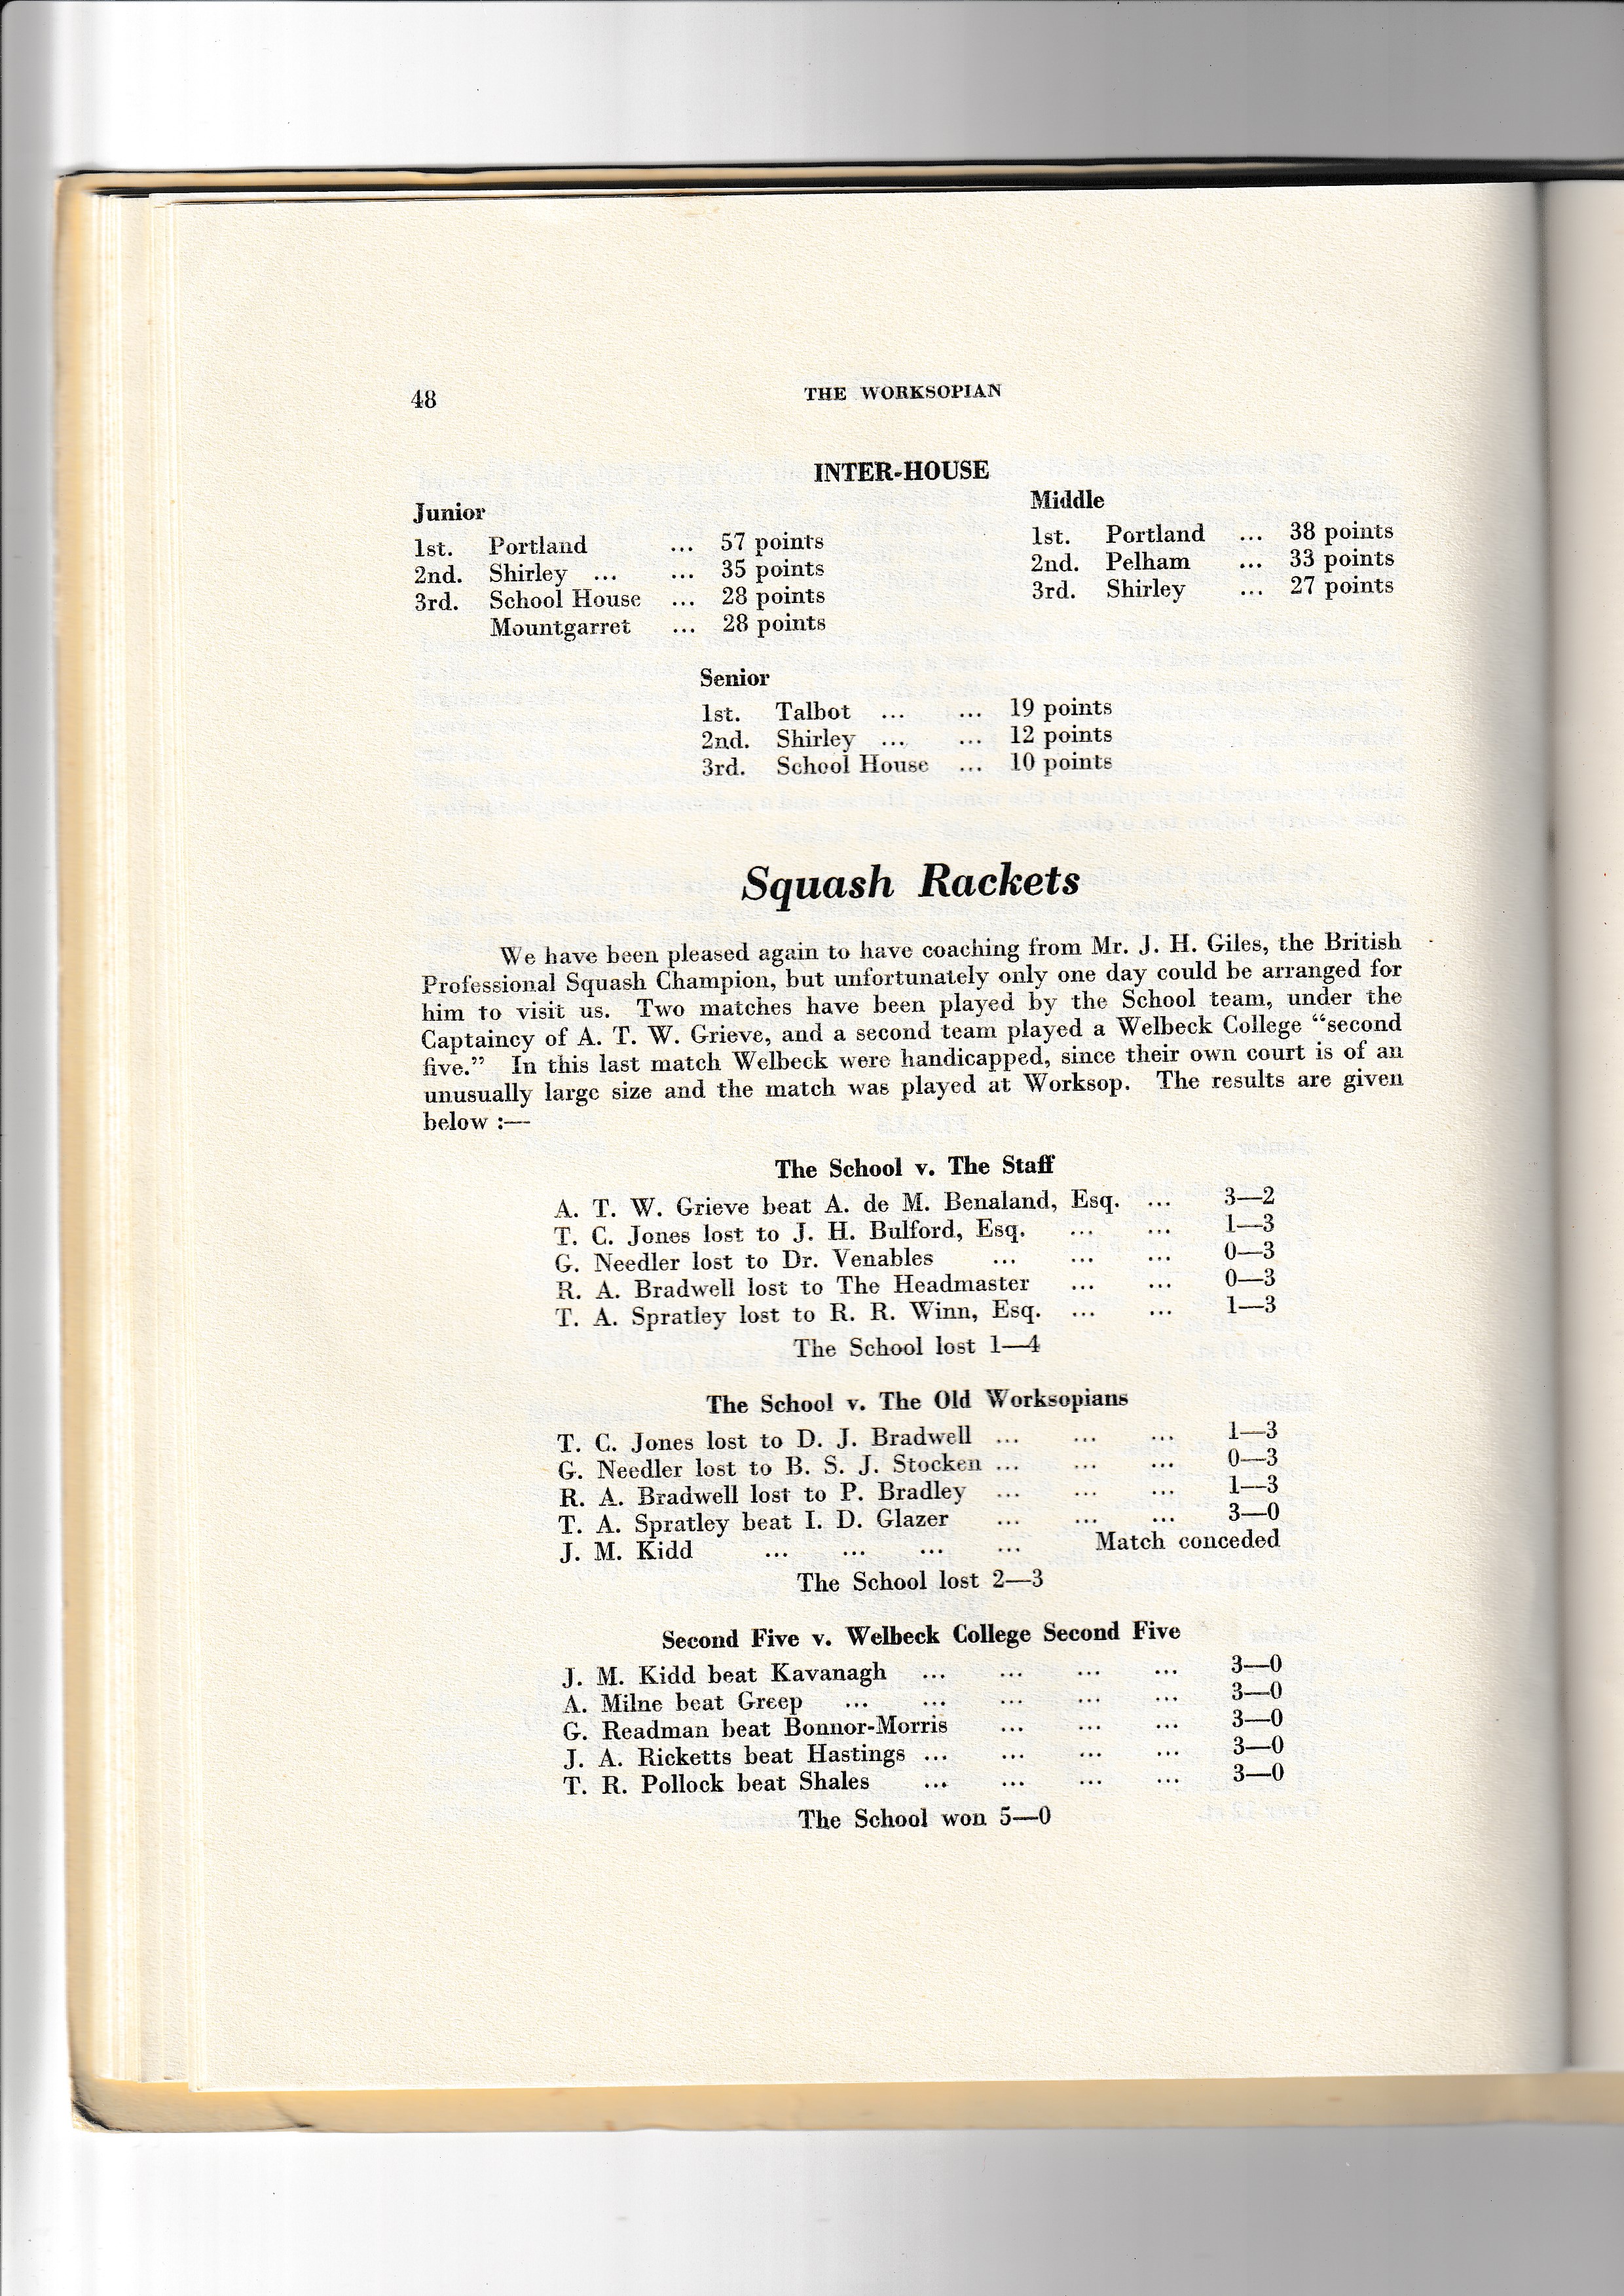 48 THE WORKSOPIAN
INTER-HOUSE
Junior
1st. Portland ... 57 points
2nd. Shirley ... ... 35 points
3rd. School House ... 28 points
Mountgarret ... 28 points
Middle
1st. Portland ... 38 points
2nd. Pelham ... 33 points
3rd. Shirley ... 27 points
Senior
1st. Talbot ... ... 19 points
2nd. Shirley ... ... 12 points
3rd. School House ... 10 points
Squash Rackets
We have been pleased again to have coaching from Mr. J. H. Giles, the British
Professional Squash Champion, but unfortunately only one day could be arranged for
him to visit us. Two matches have been played by the School team, under the
Captaincy of A. T. W. Grieve, and a second team played a Welbeck College “second
five.” In this last match Welbeck were handicapped, since their own court is of an
unusually large size and the match was played at Worksop. The results are given
below :—
The School v. The Staff
A. T. W. Grieve beat A. de M. Benaland, Esq. ... 3—2
T. C. Jones lost to J. H. Bulford, Esq. ... ... 1—3
G. Needler lost to Dr. Venables ... ... ... 0—3
R. A. Bradwell lost to The Headmaster ... ... 0—3
T. A. Spratley lost to R. R. Winn, Esq. ... ... 1—3
The School lost 1—4
The School v. The Old Worksopians
T. C. Jones lost to D. J. Bradwell ... ... ... 1—3
G. Needler lost to B. S. J. Stocken ... ... ... 0—3
R. A. Bradwell lost to P. Bradley ... ... ... 1—3
T. A. Spratley beat I. D. Glazer ... ... ... 3—0
J. M. Kidd ... ... ... ... Match conceded
The School lost 2—3
Second Five v. Welbeck College Second Five
J. M. Kidd beat Kavanagh ... ... ... ... 3—0
A. Milne beat Greep ... ... ... ... ... 3—0
G. Readman beat Bonnor-Morris ... ... ... 3—0
J. A. Ricketts beat Hastings ... ... ... ... 3—0
T. R. Pollock beat Shales ... ... ... ... 3—0
The School won 5—0